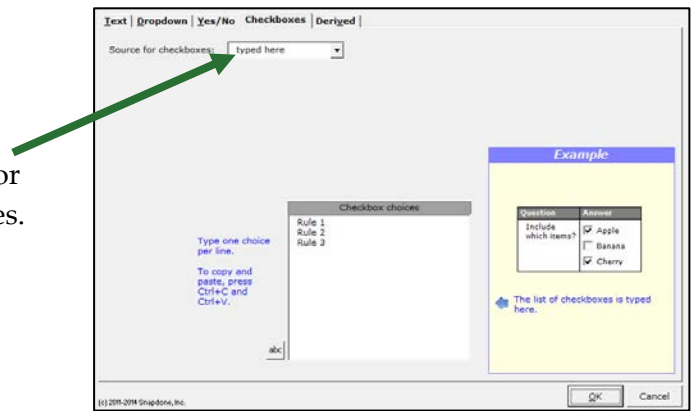 Text | Dropdown | Yes/No Checkboxes | Derived |
Source for checkboxes: typed here
or
es.
Example
Checkbox choices
Rule 1
Rule 2
Rule 3
Type one choice
per line.
To copy and
paste, press
Ctrl+C and
Ctrl+V.
abc
Question Answer
Include
which items?
Apple
Banana
Cherry
The list of checkboxes is typed
here.
(c) 2011-2014 Snapdone, Inc.
OK Cancel